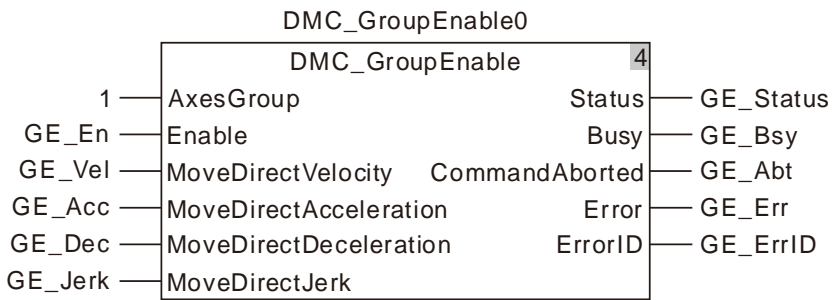 DMC_GroupEnable0
DMC_GroupEnable 4
1 AxesGroup Status GE_Status
GE_En Enable Busy GE_Bsy
GE_Vel MoveDirectVelocity CommandAborted GE_Abt
GE_Acc MoveDirectAcceleration Error GE_Err
GE_Dec MoveDirectDeceleration ErrorID GE_ErrID
GE_Jerk MoveDirectJerk